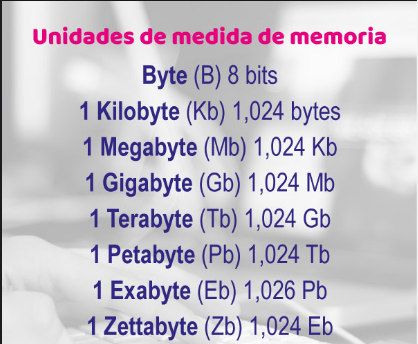 Unidades de medida de memoria
Byte (B) 8 bits
1 Kilobyte (Kb) 1,024 bytes
1 Megabyte (Mb) 1,024 Kb
1 Gigabyte (Gb) 1,024 Mb
1 Terabyte (Tb) 1,024 Gb
1 Petabyte (Pb) 1,024 Tb
1 Exabyte (Eb) 1,026 Pb
1 Zettabyte (Zb) 1,024 Eb